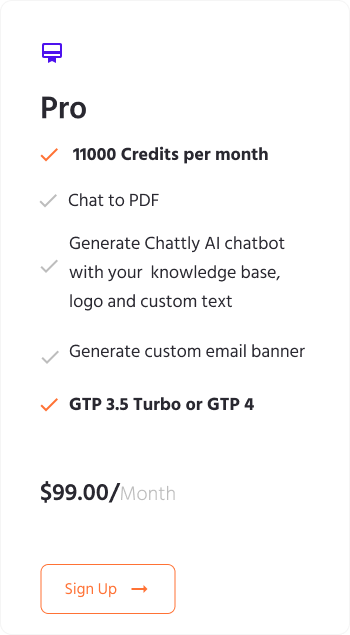 Pro
11000 Credits per month
Chat to PDF
Generate Chattly AI chatbot
with your knowledge base,
logo and custom text
Generate custom email banner
GTP 3.5 Turbo or GTP 4
$99.00/Month
Sign Up →